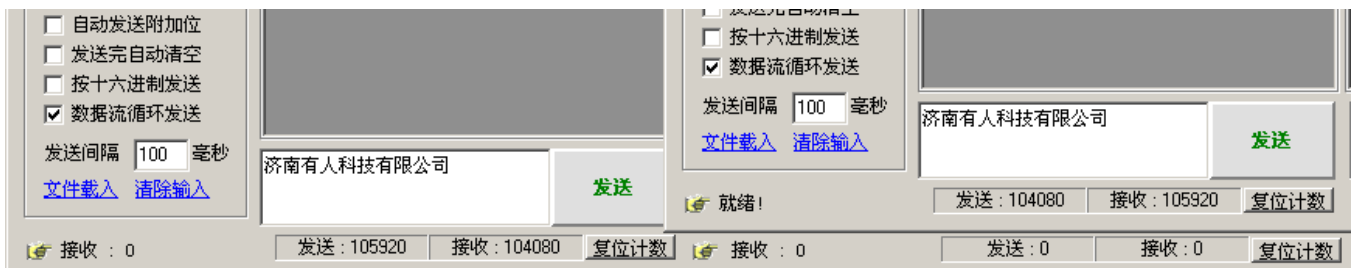 自动发送附加位
发送完自动清空
按十六进制发送
数据流循环发送
发送间隔 100 毫秒
文件载入 清除输入
济南有人科技有限公司
发送
接收 : 0
发送 : 105920 接收 : 104080 复位计数
发送完自动清空
按十六进制发送
数据流循环发送
发送间隔 100 毫秒
文件载入 清除输入
济南有人科技有限公司
发送
就绪!
发送 : 104080 接收 : 105920 复位计数
接收 : 0
发送 : 0 接收 : 0 复位计数